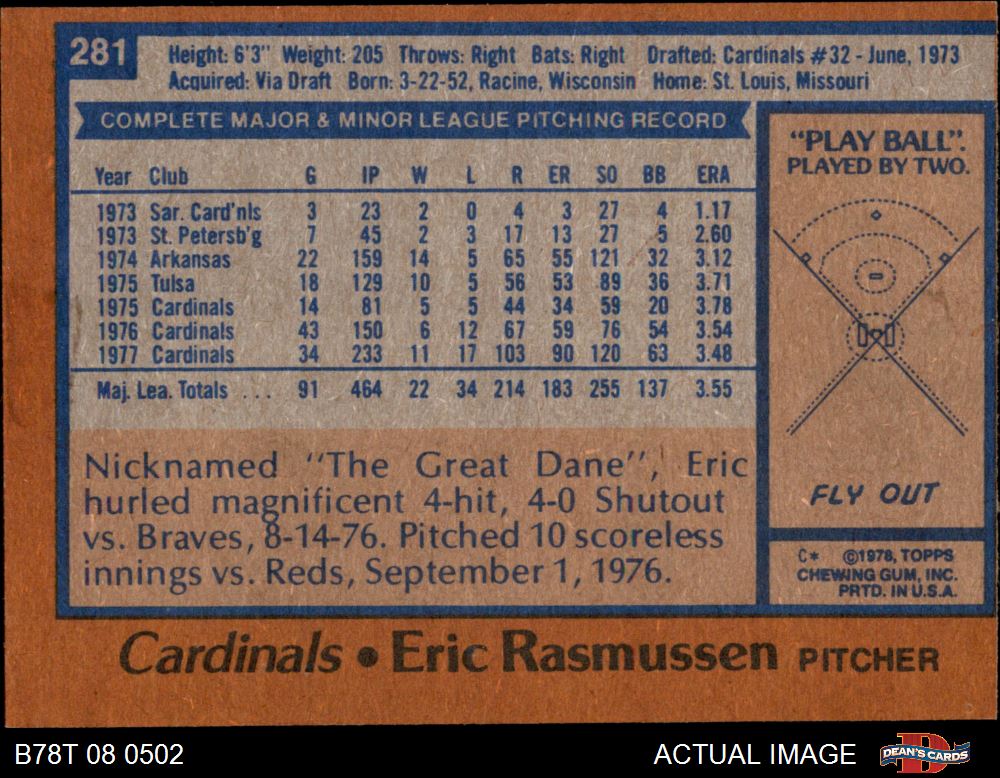 281
Height: 6'3" Weight: 205 Throws: Right Bats: Right Drafted: Cardinals #32 - June, 1973
Acquired: Via Draft Born: 3-22-52, Racine, Wisconsin Home: St. Louis, Missouri
COMPLETE MAJOR & MINOR LEAGUE PITCHING RECORD
Year Club G IP W L R ER SO BB ERA
1973 Sar. Card'nls 3 23 2 0 4 3 27 4 1.17
1973 St. Petersb'g 7 45 2 3 17 13 27 5 2.60
1974 Arkansas 22 159 14 5 65 55 121 32 3.12
1975 Tulsa 18 129 10 5 56 53 89 36 3.71
1975 Cardinals 14 81 5 5 44 34 59 20 3.78
1976 Cardinals 43 150 6 12 67 59 76 54 3.54
1977 Cardinals 34 233 11 17 103 90 120 63 3.48
Maj. Lea. Totals ... 91 464 22 34 214 183 255 137 3.55
Nicknamed "The Great Dane", Eric
hurled magnificent 4-hit, 4-0 Shutout
vs. Braves, 8-14-76. Pitched 10 scoreless
innings vs. Reds, September 1, 1976.
"PLAY BALL".
PLAYED BY TWO.
FLY OUT
C* ©1978, TOPPS
CHEWING GUM, INC.
PRTD. IN U.S.A.
Cardinals • Eric Rasmussen PITCHER
B78T 08 0502
ACTUAL IMAGE
DEAN'S CARDS